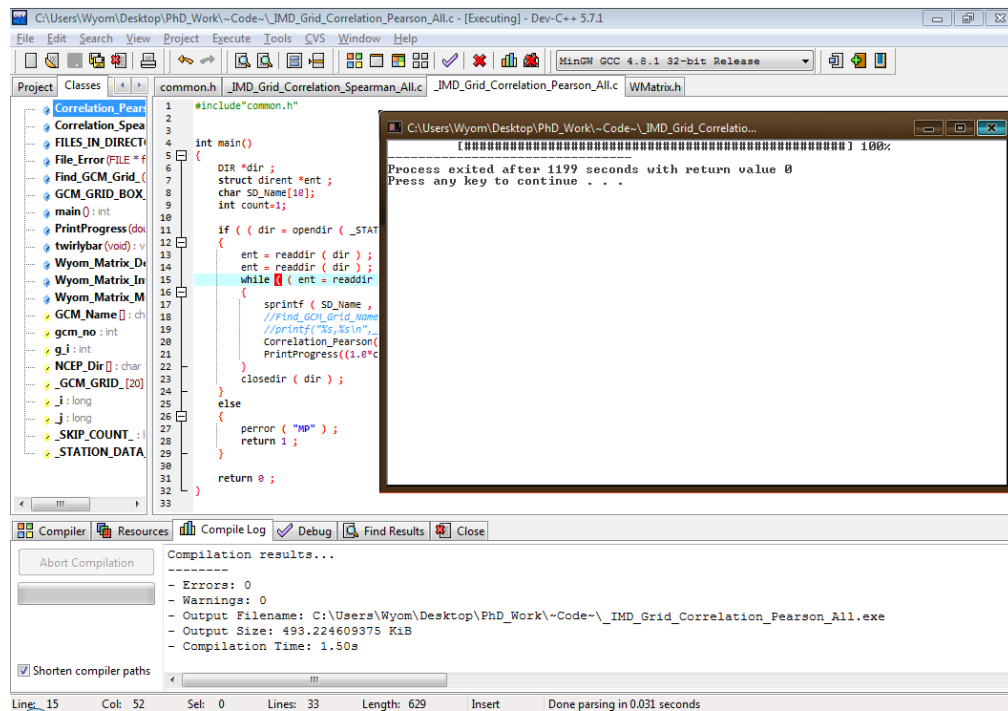 C:\Users\Wyom\Desktop\PhD_Work\~Code~\_IMD_Grid_Correlation_Pearson_All.c - [Executing] - Dev-C++ 5.7.1
File Edit Search View Project Execute Tools CVS Window Help
MinGW GCC 4.8.1 32-bit Release
Project Classes
common.h _IMD_Grid_Correlation_Spearman_All.c _IMD_Grid_Correlation_Pearson_All.c WMatrix.h
Correlation_Pears
Correlation_Spea
FILES_IN_DIRECT
File_Error (FILE * f
Find_GCM_Grid_ (
GCM_GRID_BOX_
main () : int
PrintProgress (dou
twirlybar (void) : v
Wyom_Matrix_De
Wyom_Matrix_In
Wyom_Matrix_M
GCM_Name [] : ch
gcm_no : int
g_i : int
NCEP_Dir [] : char
_GCM_GRID_ [20]
_i : long
_j : long
_SKIP_COUNT_ : l
_STATION_DATA_
1 #include"common.h"
2
3
4 int main()
5 {
6 DIR *dir ;
7 struct dirent *ent ;
8 char SD_Name[10];
9 int count=1;
10
11 if ( ( dir = opendir ( _STAT
12 {
13 ent = readdir ( dir ) ;
14 ent = readdir ( dir ) ;
15 while ( ( ent = readdir
16 {
17 sprintf ( SD_Name ,
18 //Find_GCM_Grid_Name
19 //printf("%s,%s\n",_
20 Correlation_Pearson(
21 PrintProgress((1.0*c
22 }
23 closedir ( dir ) ;
24 }
25 else
26 {
27 perror ( "MP" ) ;
28 return 1 ;
29 }
30
31 return 0 ;
32 }
33
C:\Users\Wyom\Desktop\PhD_Work\~Code~\_IMD_Grid_Correlatio...
[##################################################] 100%
--------------------------------
Process exited after 1199 seconds with return value 0
Press any key to continue . . .
Compiler Resources Compile Log Debug Find Results Close
Abort Compilation
Shorten compiler paths
Compilation results...
--------
- Errors: 0
- Warnings: 0
- Output Filename: C:\Users\Wyom\Desktop\PhD_Work\~Code~\_IMD_Grid_Correlation_Pearson_All.exe
- Output Size: 493.224609375 KiB
- Compilation Time: 1.50s
Line: 15 Col: 52 Sel: 0 Lines: 33 Length: 629 Insert Done parsing in 0.031 seconds